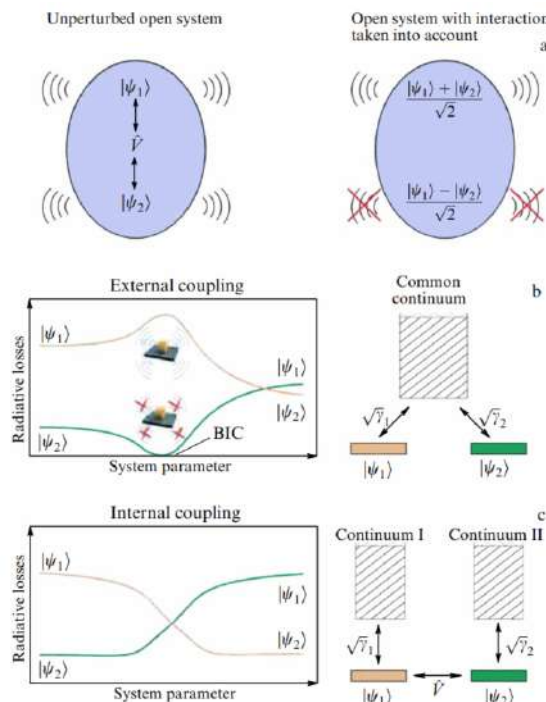 Unperturbed open system
Open system with interaction
taken into account
a
|ψ₁⟩
V̂
|ψ₂⟩
|ψ₁⟩ + |ψ₂⟩
√2
|ψ₁⟩ − |ψ₂⟩
√2
External coupling
Radiative losses
|ψ₁⟩
|ψ₂⟩
|ψ₁⟩
|ψ₂⟩
BIC
System parameter
Common
continuum
b
√γ₁
√γ₂
|ψ₁⟩
|ψ₂⟩
Internal coupling
Radiative losses
|ψ₁⟩
|ψ₂⟩
|ψ₁⟩
|ψ₂⟩
System parameter
c
Continuum I
Continuum II
√γ₁
√γ₂
|ψ₁⟩
V̂
|ψ₂⟩